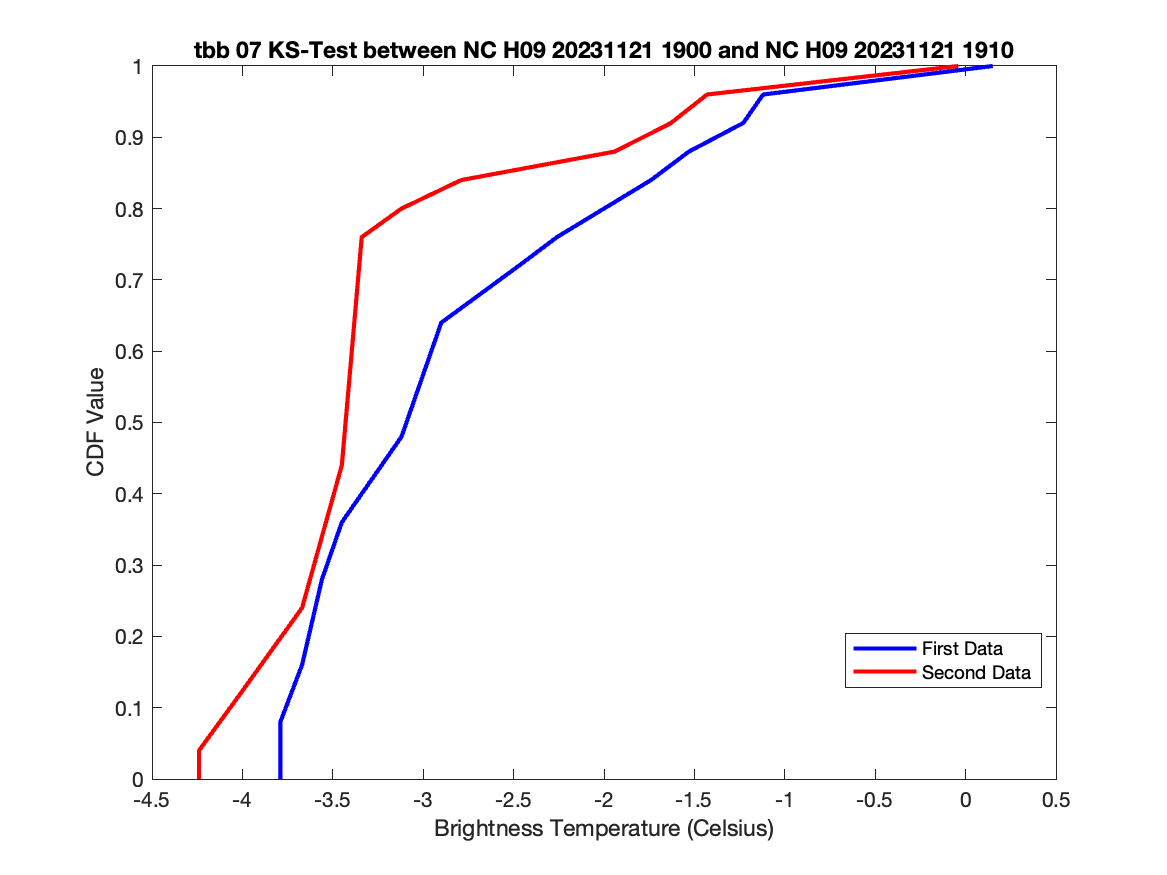 tbb 07 KS-Test between NC H09 20231121 1900 and NC H09 20231121 1910
1
0.9
0.8
0.7
0.6
0.5
0.4
0.3
0.2
0.1
0
CDF Value
First Data
Second Data
-4.5 -4 -3.5 -3 -2.5 -2 -1.5 -1 -0.5 0 0.5
Brightness Temperature (Celsius)